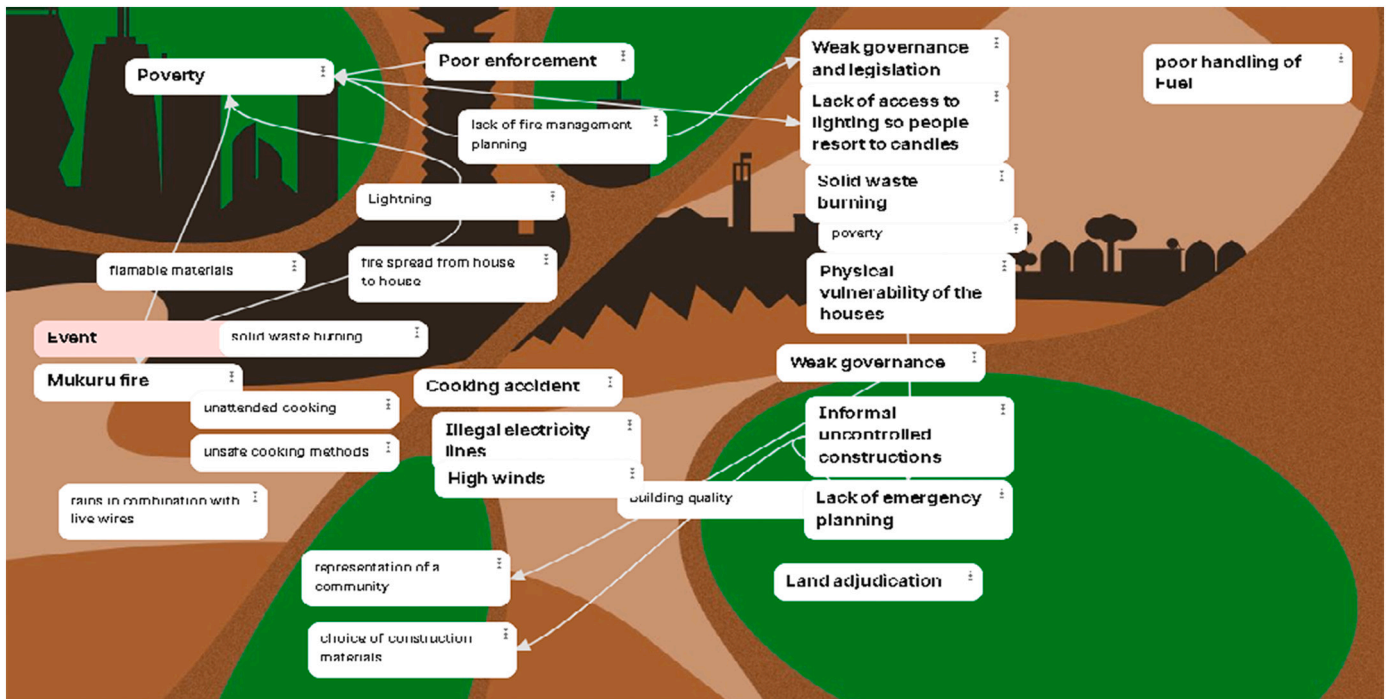 Poverty
Poor enforcement
lack of fire management
planning
Weak governance
and legislation
Lack of access to
lighting so people
resort to candles
poor handling of
Fuel
Lightning
Solid waste
burning
poverty
flamable materials
fire spread from house
to house
Physical
vulnerability of the
houses
Event
solid waste burning
Mukuru fire
unattended cooking
unsafe cooking methods
Cooking accident
Illegal electricity
lines
High winds
Weak governance
Informal
uncontrolled
constructions
rains in combination with
live wires
building quality
Lack of emergency
planning
representation of a
community
Land adjudication
choice of construction
materials